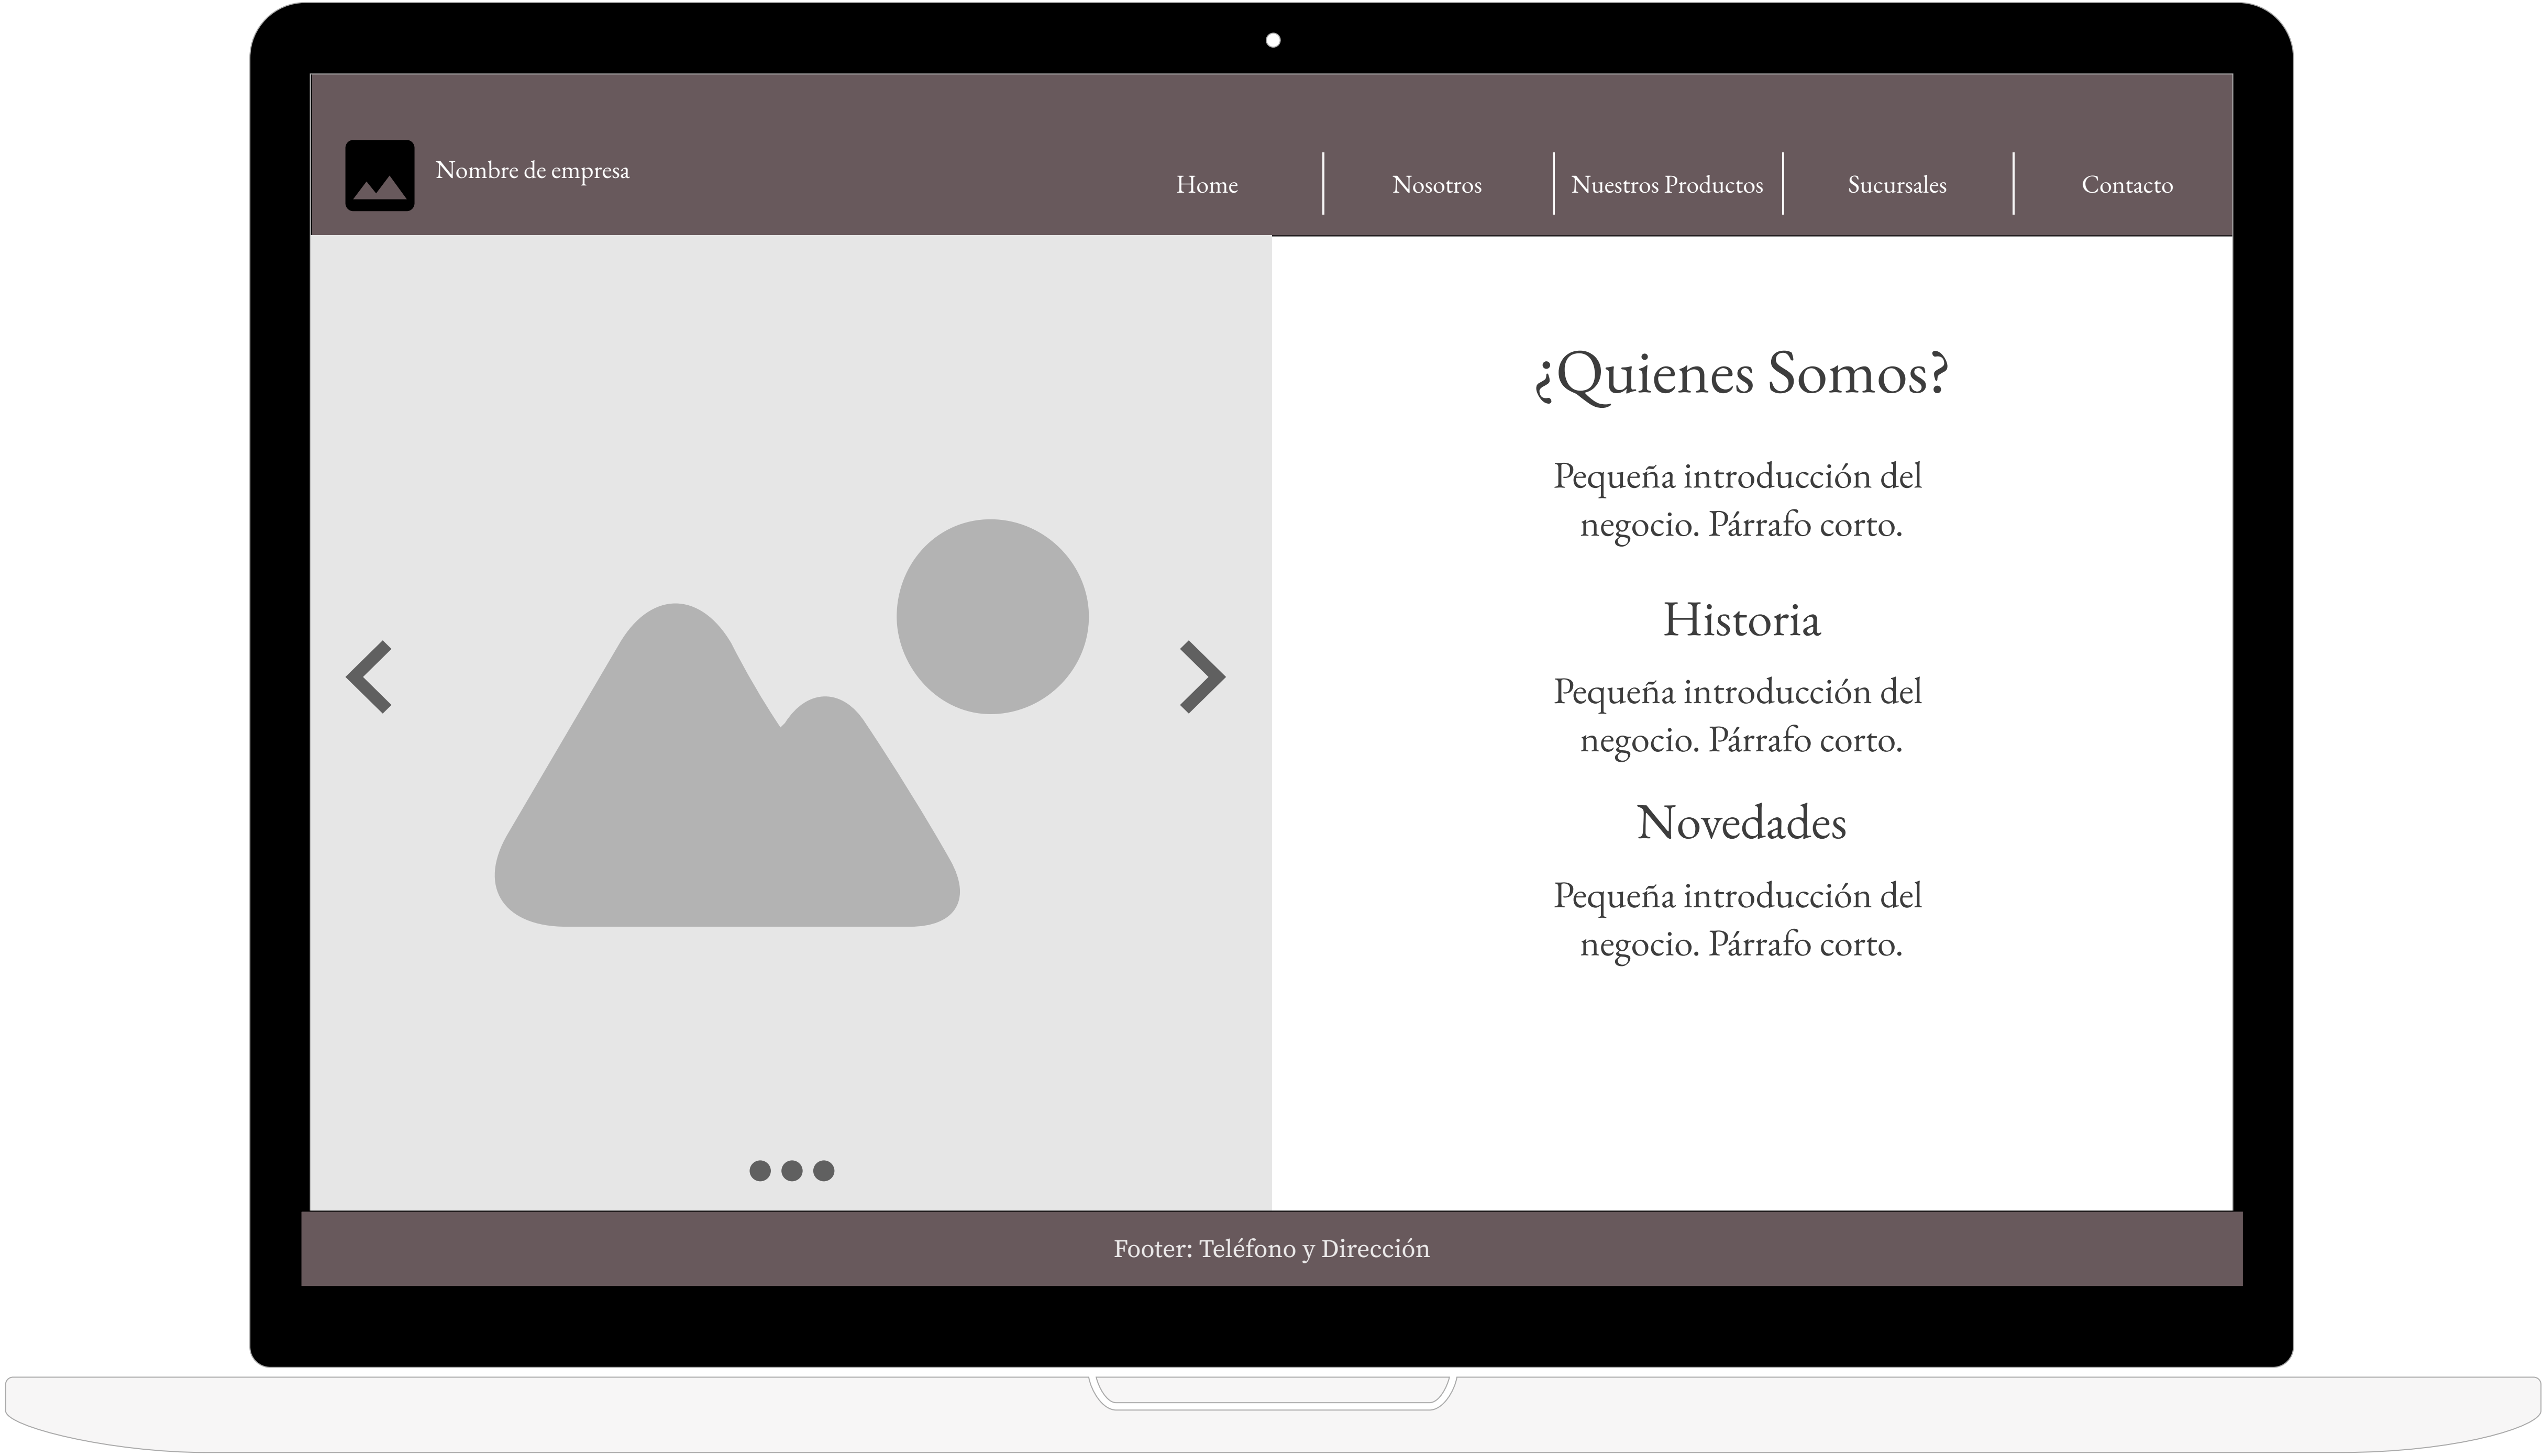 Nombre de empresa
Home
Nosotros
Nuestros Productos
Sucursales
Contacto
¿Quienes Somos?
Pequeña introducción del
negocio. Párrafo corto.
Historia
Pequeña introducción del
negocio. Párrafo corto.
Novedades
Pequeña introducción del
negocio. Párrafo corto.
Footer: Teléfono y Dirección